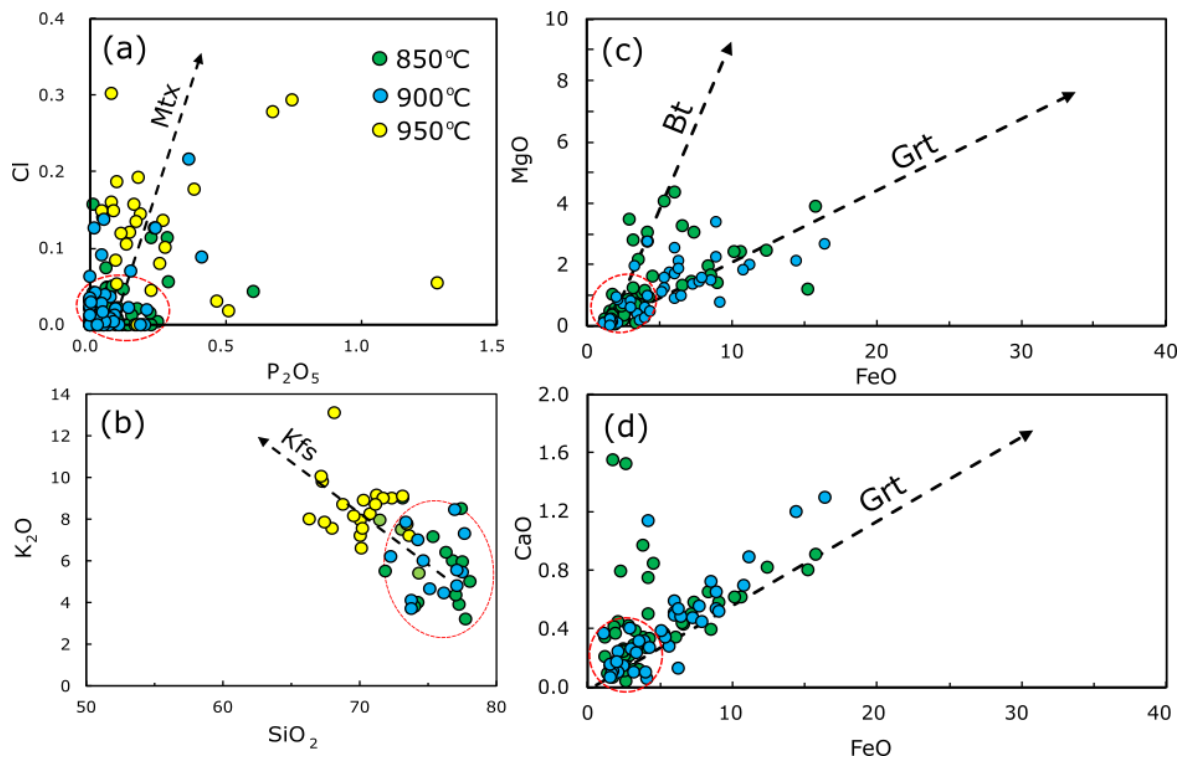 (a)
0.4
0.3
0.2
0.1
0.0
Cl
Mtx
850°C
900°C
950°C
0.0 0.5 1.0 1.5
P₂O₅
(c)
10
8
6
4
2
0
MgO
Bt
Grt
0 10 20 30 40
FeO
(b)
14
12
10
8
6
4
2
0
K₂O
Kfs
50 60 70 80
SiO₂
(d)
2.0
1.6
1.2
0.8
0.4
0.0
CaO
Grt
0 10 20 30 40
FeO